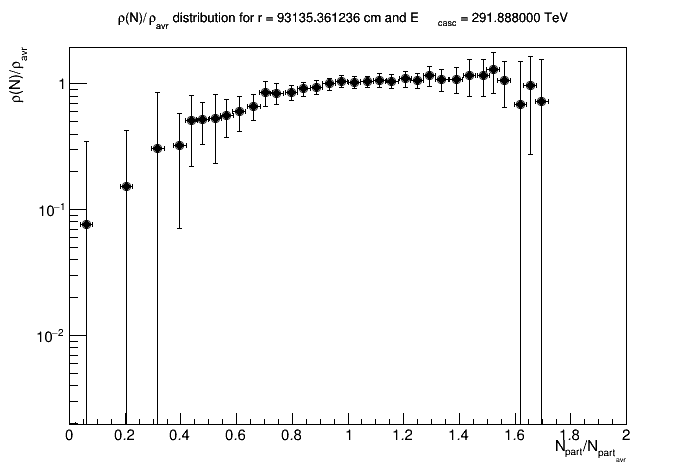 ρ(N)/ρavr distribution for r = 93135.361236 cm and E casc = 291.888000 TeV
ρ(N)/ρavr
1
10−1
10−2
0 0.2 0.4 0.6 0.8 1 1.2 1.4 1.6 1.8 2
Npart/Npartavr